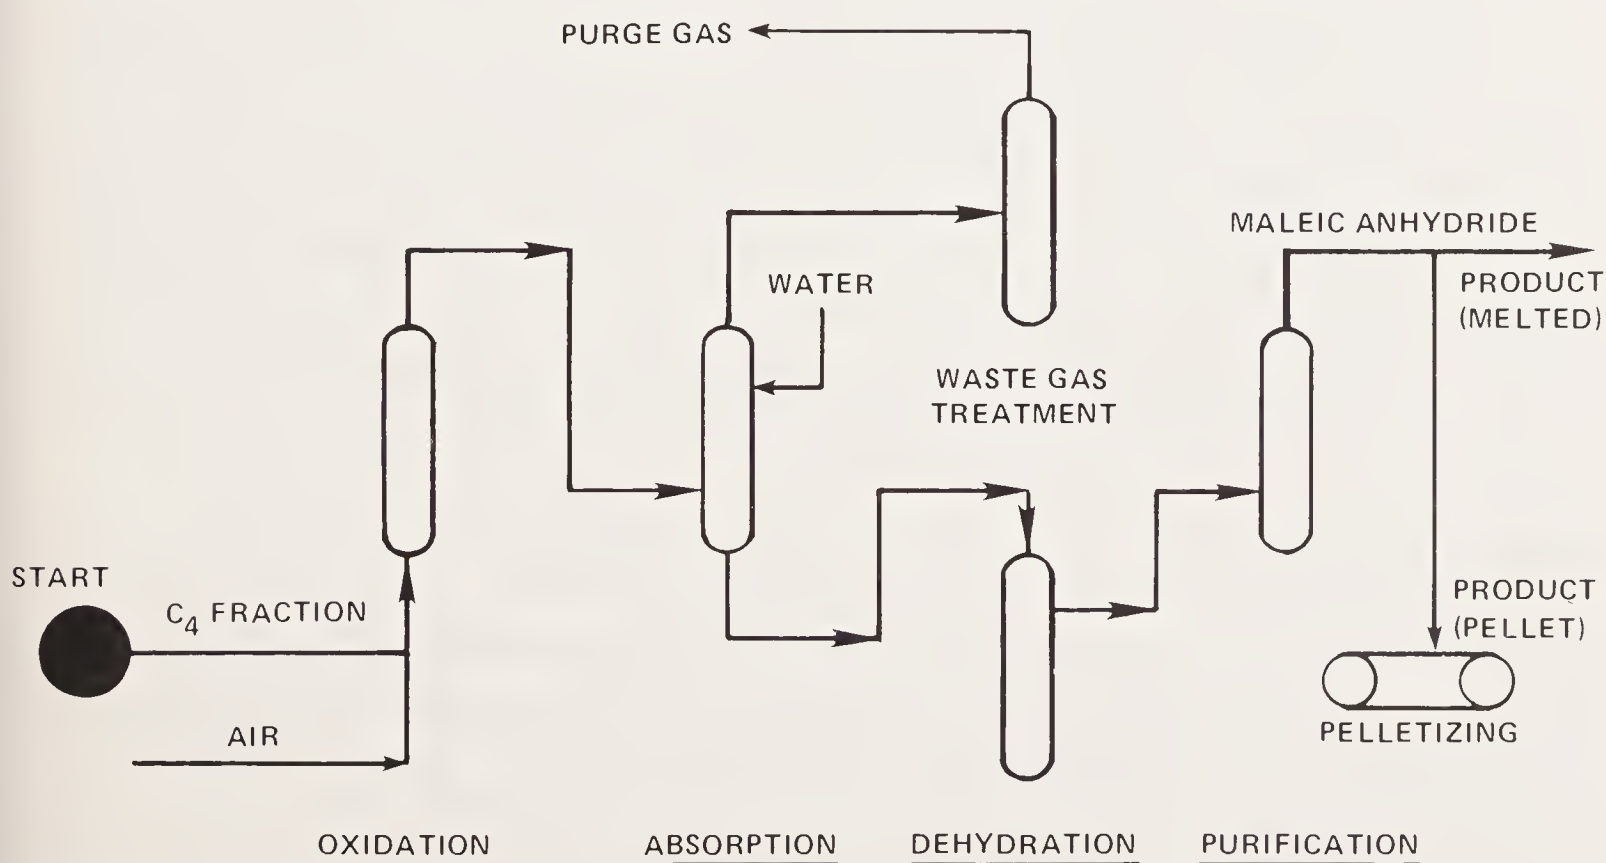 PURGE GAS
MALEIC ANHYDRIDE
WATER
PRODUCT
(MELTED)
WASTE GAS
TREATMENT
START
C₄ FRACTION
PRODUCT
(PELLET)
AIR
PELLETIZING
OXIDATION
ABSORPTION
DEHYDRATION
PURIFICATION